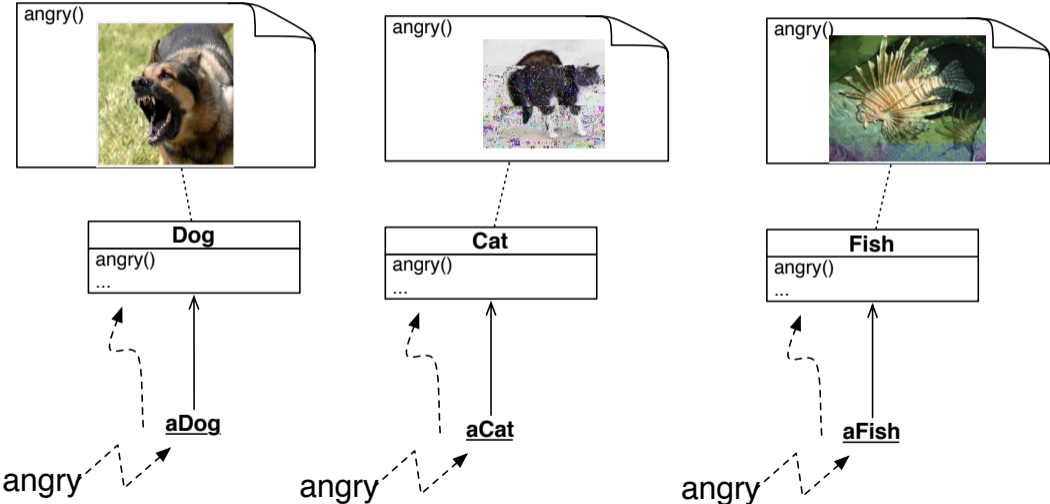 angry()
Dog
angry()
...
aDog
angry
angry()
Cat
angry()
...
aCat
angry
angry()
Fish
angry()
...
aFish
angry